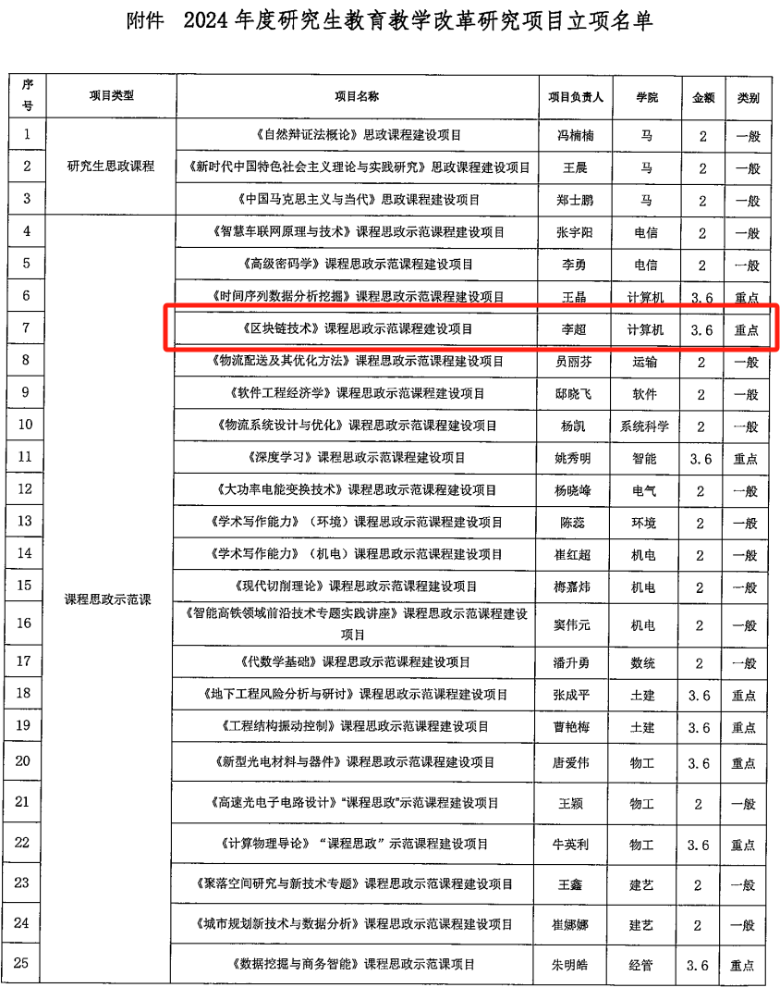 附件 2024 年度研究生教育教学改革研究项目立项名单
序号 项目类型 项目名称 项目负责人 学院 金额 类别
1 研究生思政课程 《自然辩证法概论》思政课程建设项目 冯楠楠 马 2 一般
2 《新时代中国特色社会主义理论与实践研究》思政课程建设项目 王晨 马 2 一般
3 《中国马克思主义与当代》思政课程建设项目 郑士鹏 马 2 一般
4 课程思政示范课 《智慧车联网原理与技术》课程思政示范课程建设项目 张宇阳 电信 2 一般
5 《高级密码学》课程思政示范课程建设项目 李勇 电信 2 一般
6 《时间序列数据分析挖掘》课程思政示范课程建设项目 王晶 计算机 3.6 重点
7 《区块链技术》课程思政示范课程建设项目 李超 计算机 3.6 重点
8 《物流配送及其优化方法》课程思政示范课程建设项目 员丽芬 运输 2 一般
9 《软件工程经济学》课程思政示范课程建设项目 邸晓飞 软件 2 一般
10 《物流系统设计与优化》课程思政示范课程建设项目 杨凯 系统科学 2 一般
11 《深度学习》课程思政示范课程建设项目 姚秀明 智能 3.6 重点
12 《大功率电能变换技术》课程思政示范课程建设项目 杨晓峰 电气 2 一般
13 《学术写作能力》（环境）课程思政示范课程建设项目 陈蕊 环境 2 一般
14 《学术写作能力》（机电）课程思政示范课程建设项目 崔红超 机电 2 一般
15 《现代切削理论》课程思政示范课程建设项目 梅嘉炜 机电 2 一般
16 《智能高铁领域前沿技术专题实践讲座》课程思政示范课程建设
项目 窦伟元 机电 2 一般
17 《代数学基础》课程思政示范课程建设项目 潘升勇 数统 2 一般
18 《地下工程风险分析与研讨》课程思政示范课程建设项目 张成平 土建 3.6 重点
19 《工程结构振动控制》课程思政示范课程建设项目 曹艳梅 土建 3.6 重点
20 《新型光电材料与器件》课程思政示范课程建设项目 唐爱伟 物工 3.6 重点
21 《高速光电子电路设计》“课程思政”示范课程建设项目 王颖 物工 2 一般
22 《计算物理导论》“课程思政”示范课程建设项目 牛英利 物工 3.6 重点
23 《聚落空间研究与新技术专题》课程思政示范课程建设项目 王鑫 建艺 2 一般
24 《城市规划新技术与数据分析》课程思政示范课程建设项目 崔娜娜 建艺 2 一般
25 《数据挖掘与商务智能》课程思政示范课项目 朱明皓 经管 3.6 重点